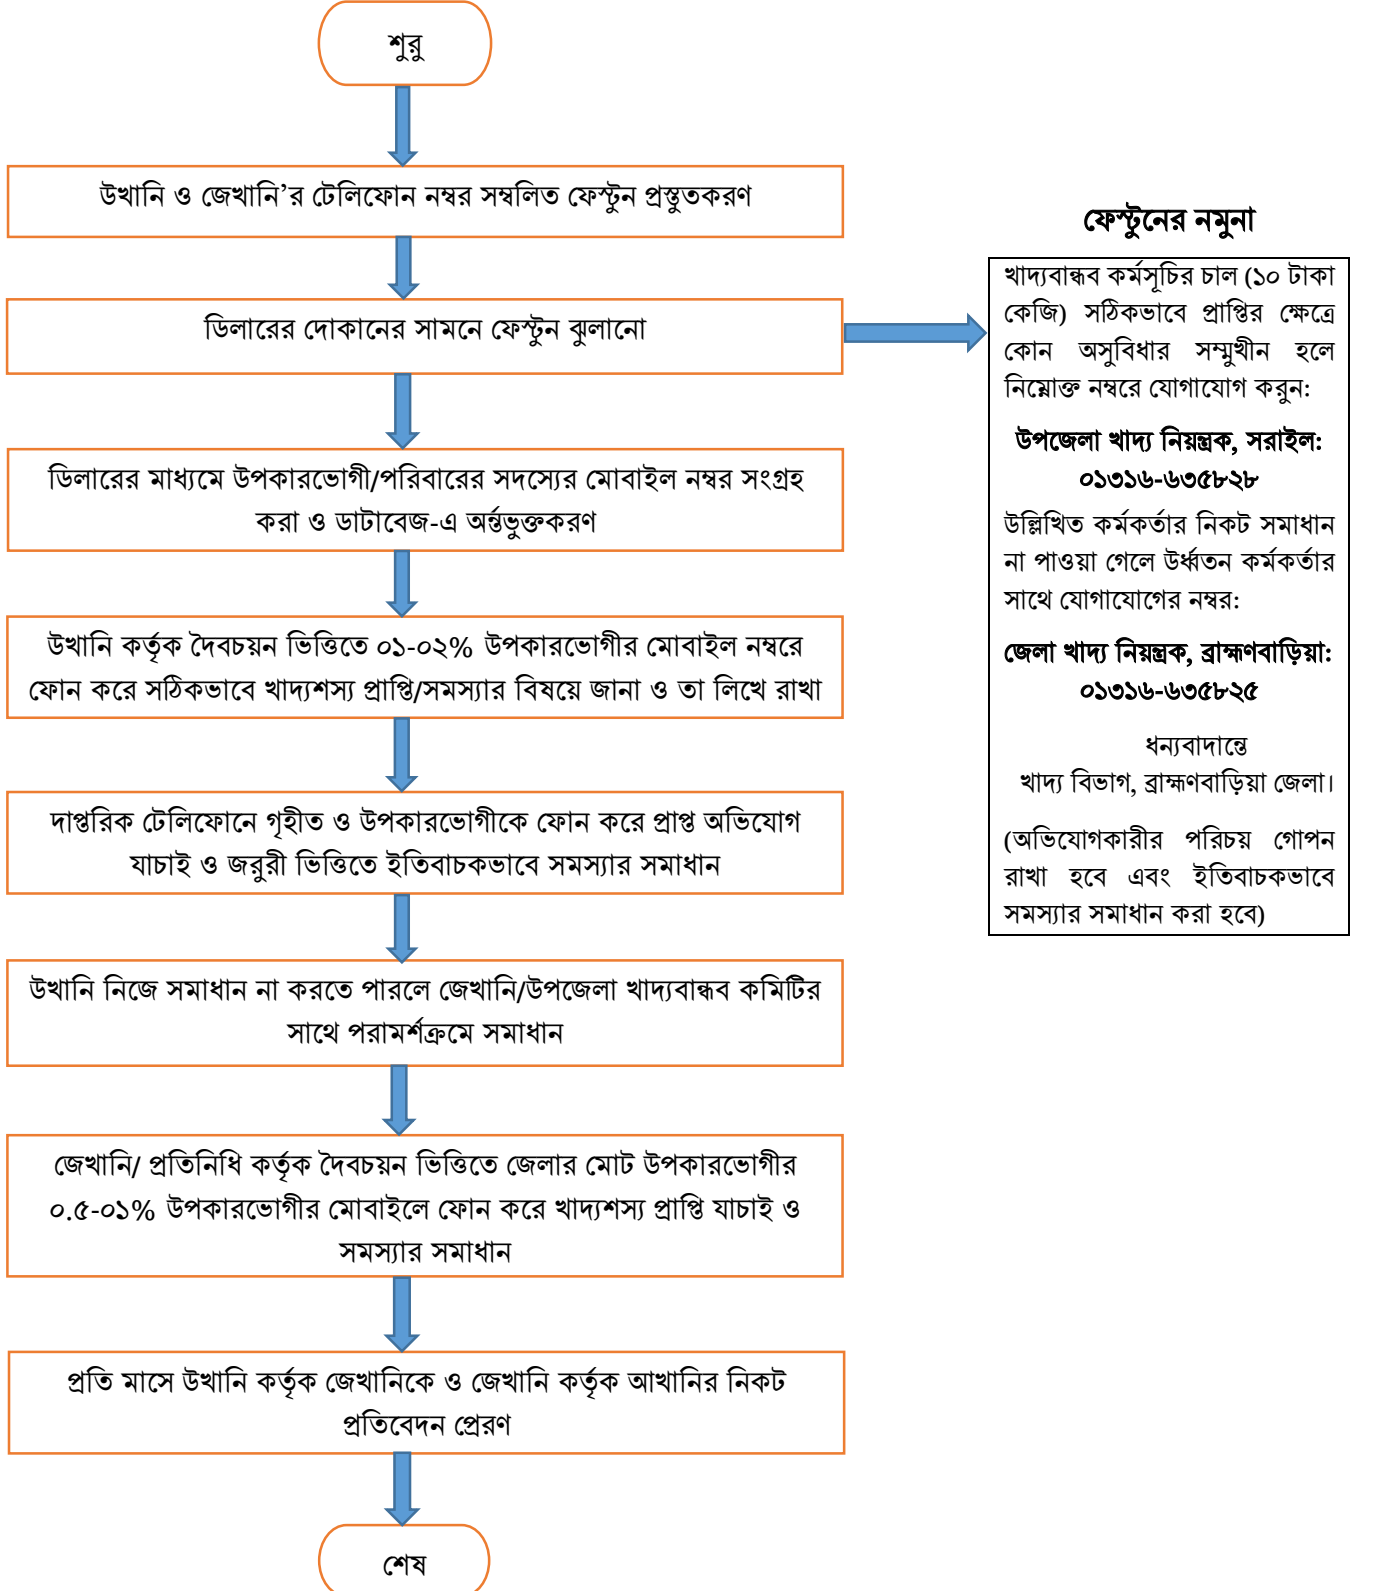 শুরু
উখানি ও জেখানি’র টেলিফোন নম্বর সম্বলিত ফেস্টুন প্রস্তুতকরণ
ডিলারের দোকানের সামনে ফেস্টুন ঝুলানো
ডিলারের মাধ্যমে উপকারভোগী/পরিবারের সদস্যের মোবাইল নম্বর সংগ্রহ
করা ও ডাটাবেজ-এ অর্ন্তভুক্তকরণ
উখানি কর্তৃক দৈবচয়ন ভিত্তিতে ০১-০২% উপকারভোগীর মোবাইল নম্বরে
ফোন করে সঠিকভাবে খাদ্যশস্য প্রাপ্তি/সমস্যার বিষয়ে জানা ও তা লিখে রাখা
দাপ্তরিক টেলিফোনে গৃহীত ও উপকারভোগীকে ফোন করে প্রাপ্ত অভিযোগ
যাচাই ও জরুরী ভিত্তিতে ইতিবাচকভাবে সমস্যার সমাধান
উখানি নিজে সমাধান না করতে পারলে জেখানি/উপজেলা খাদ্যবান্ধব কমিটির
সাথে পরামর্শক্রমে সমাধান
জেখানি/ প্রতিনিধি কর্তৃক দৈবচয়ন ভিত্তিতে জেলার মোট উপকারভোগীর
০.৫-০১% উপকারভোগীর মোবাইলে ফোন করে খাদ্যশস্য প্রাপ্তি যাচাই ও
সমস্যার সমাধান
প্রতি মাসে উখানি কর্তৃক জেখানিকে ও জেখানি কর্তৃক আখানির নিকট
প্রতিবেদন প্রেরণ
শেষ
ফেস্টুনের নমুনা
খাদ্যবান্ধব কর্মসূচির চাল (১০ টাকা
কেজি) সঠিকভাবে প্রাপ্তির ক্ষেত্রে
কোন অসুবিধার সম্মুখীন হলে
নিম্নোক্ত নম্বরে যোগাযোগ করুন:
উপজেলা খাদ্য নিয়ন্ত্রক, সরাইল:
০১৩১৬-৬৩৫৮২৮
উল্লিখিত কর্মকর্তার নিকট সমাধান
না পাওয়া গেলে উর্ধ্বতন কর্মকর্তার
সাথে যোগাযোগের নম্বর:
জেলা খাদ্য নিয়ন্ত্রক, ব্রাহ্মণবাড়িয়া:
০১৩১৬-৬৩৫৮২৫
ধন্যবাদান্তে
খাদ্য বিভাগ, ব্রাহ্মণবাড়িয়া জেলা।
(অভিযোগকারীর পরিচয় গোপন
রাখা হবে এবং ইতিবাচকভাবে
সমস্যার সমাধান করা হবে)